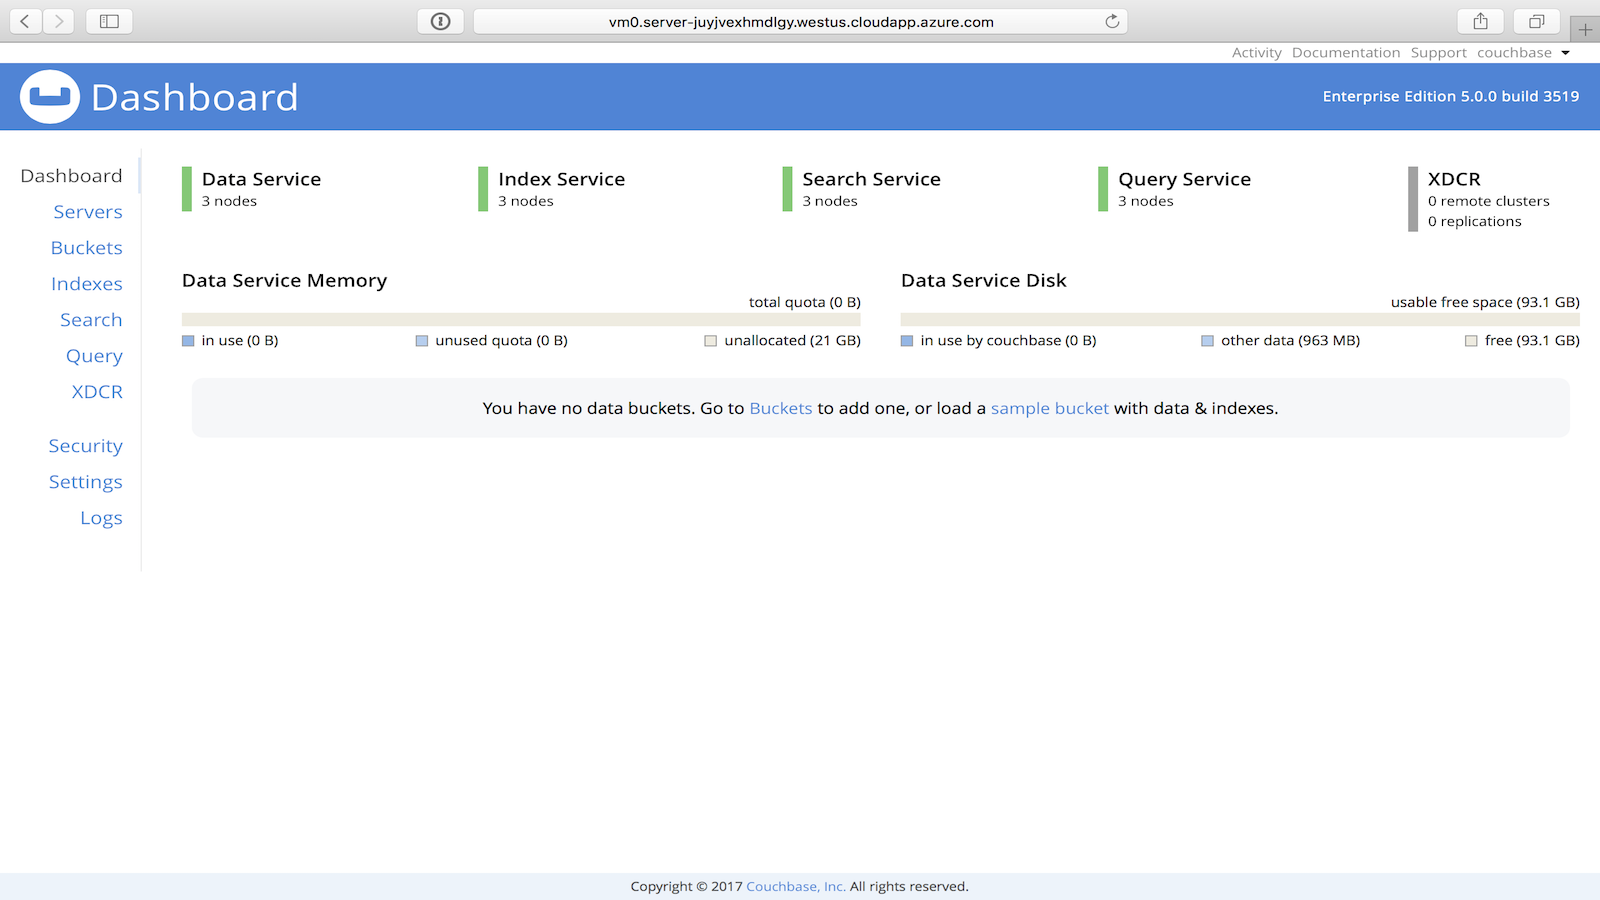 vm0.server-juyjvexhmdlgy.westus.cloudapp.azure.com
Activity Documentation Support couchbase
Dashboard
Enterprise Edition 5.0.0 build 3519
Dashboard
Servers
Buckets
Indexes
Search
Query
XDCR
Security
Settings
Logs
Data Service
3 nodes
Index Service
3 nodes
Search Service
3 nodes
Query Service
3 nodes
XDCR
0 remote clusters
0 replications
Data Service Memory
total quota (0 B)
in use (0 B) unused quota (0 B) unallocated (21 GB)
Data Service Disk
usable free space (93.1 GB)
in use by couchbase (0 B) other data (963 MB) free (93.1 GB)
You have no data buckets. Go to Buckets to add one, or load a sample bucket with data & indexes.
Copyright © 2017 Couchbase, Inc. All rights reserved.